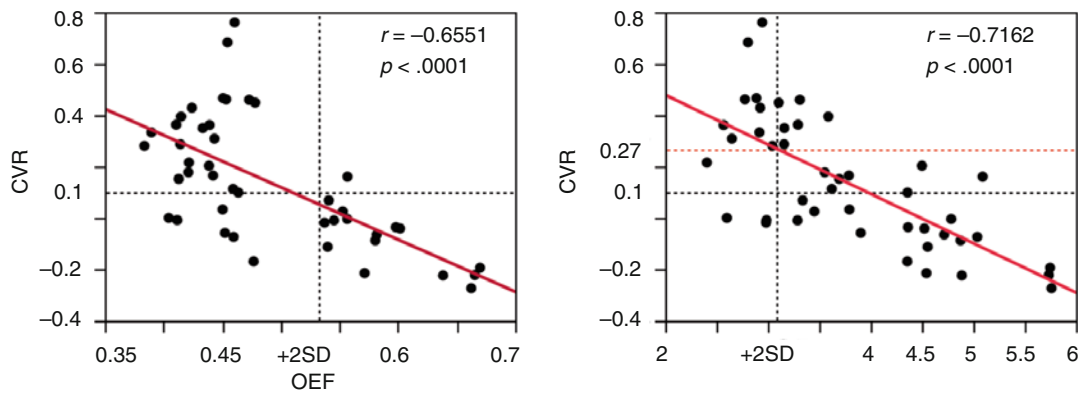 0.8
0.6
0.4
0.1
−0.2
−0.4
CVR
r = −0.6551
p < .0001
0.35 0.45 +2SD 0.6 0.7
OEF
0.8
0.6
0.27
0.1
−0.2
−0.4
CVR
r = −0.7162
p < .0001
2 +2SD 4 4.5 5 5.5 6